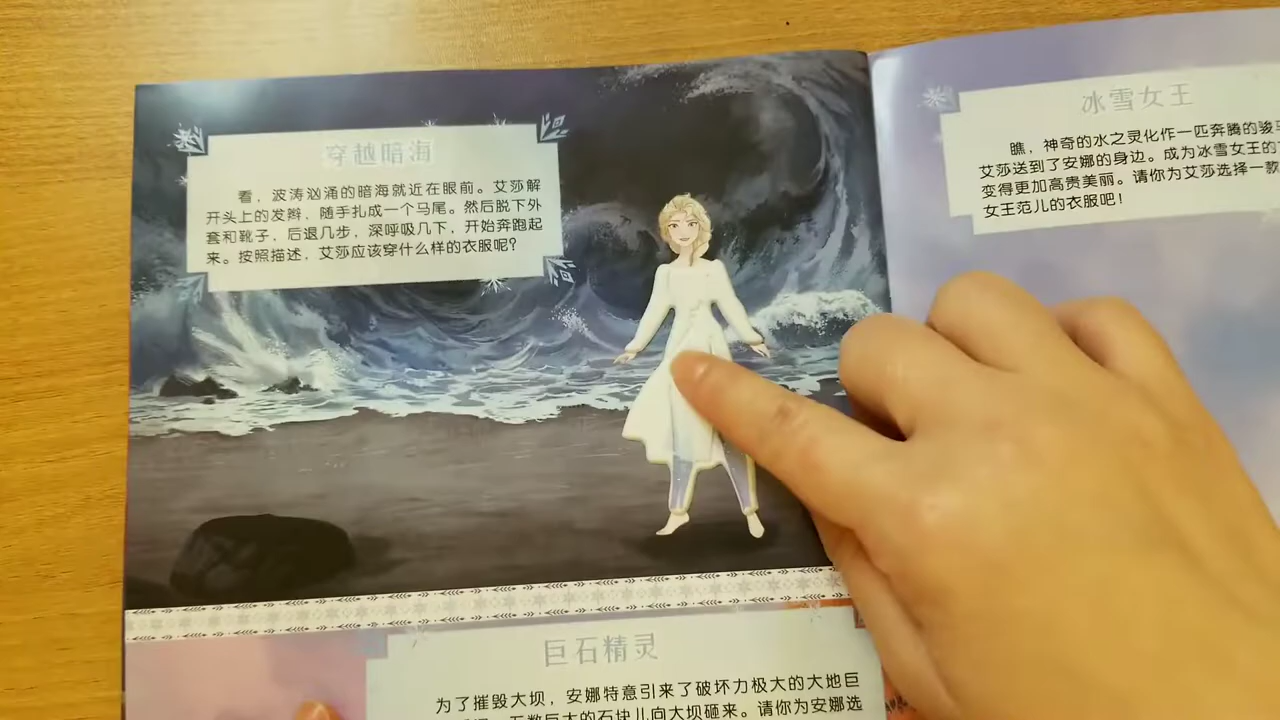 穿越暗海
看，波涛汹涌的暗海就近在眼前。艾莎解
开头上的发辫，随手扎成一个马尾。然后脱下外
套和靴子，后退几步，深呼吸几下，开始奔跑起
来。按照描述，艾莎应该穿什么样的衣服呢？
冰雪女王
瞧，神奇的水之灵化作一匹奔腾的骏
艾莎送到了安娜的身边。成为冰雪女王的
变得更加高贵美丽。请你为艾莎选择一款
女王范儿的衣服吧！
巨石精灵
为了摧毁大坝，安娜特意引来了破坏力极大的大地巨
无数巨大的石块儿向大坝砸来。请你为安娜选